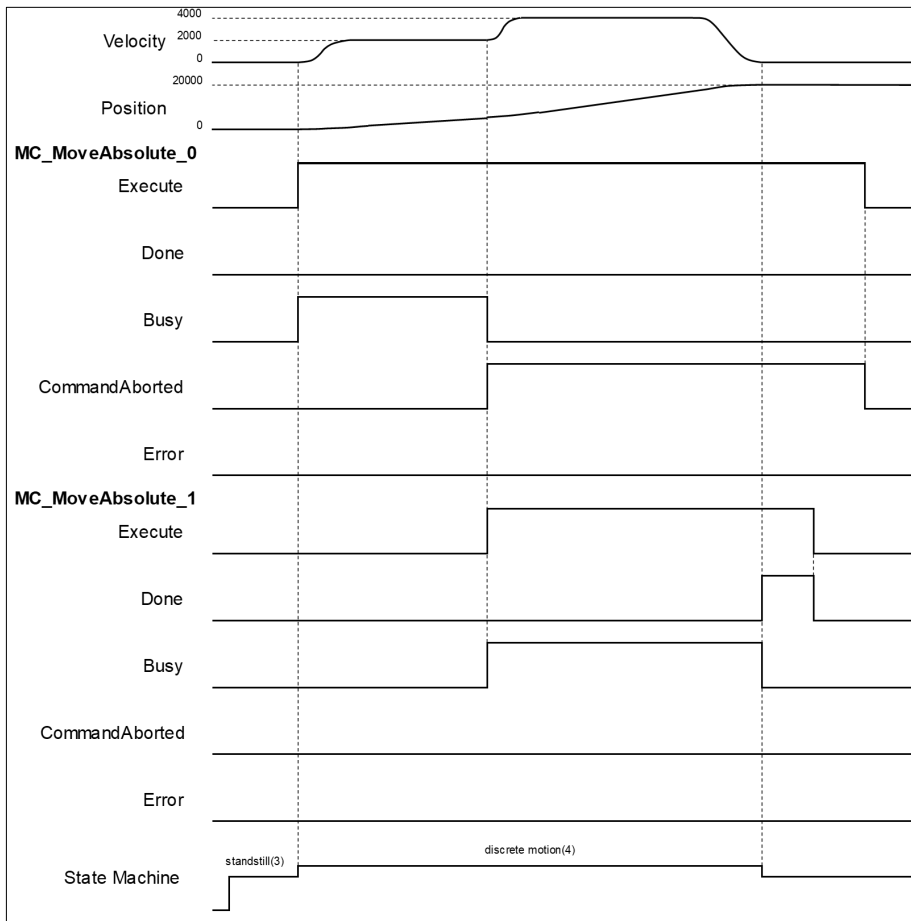 4000
Velocity
2000
0
20000
Position
0
MC_MoveAbsolute_0
Execute
Done
Busy
CommandAborted
Error
MC_MoveAbsolute_1
Execute
Done
Busy
CommandAborted
Error
standstill(3)
discrete motion(4)
State Machine